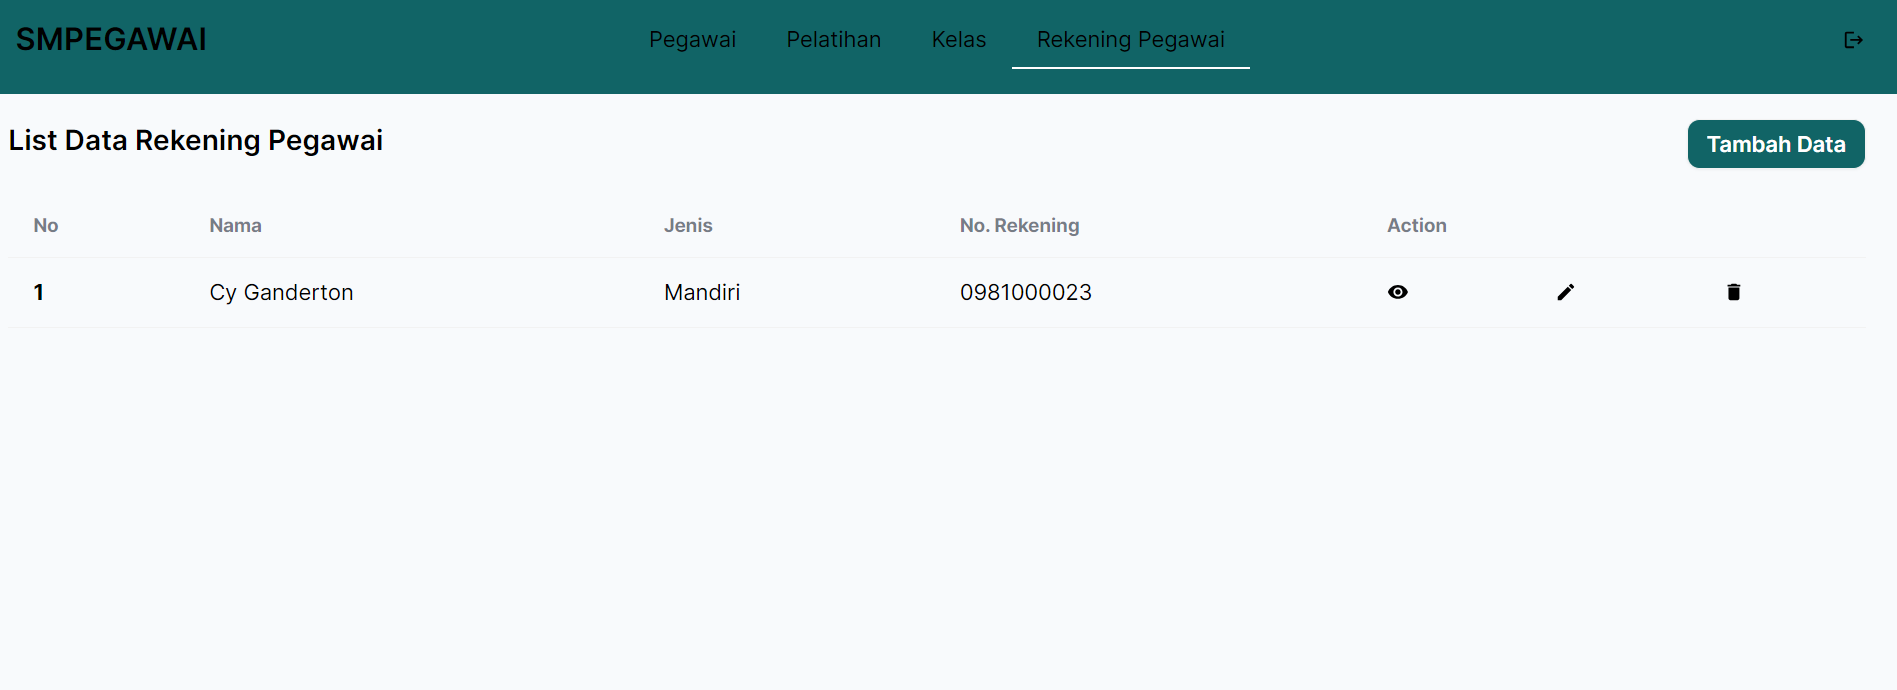 SMPEGAWAI
Pegawai Pelatihan Kelas Rekening Pegawai
List Data Rekening Pegawai
Tambah Data
No Nama Jenis No. Rekening Action
1 Cy Ganderton Mandiri 0981000023